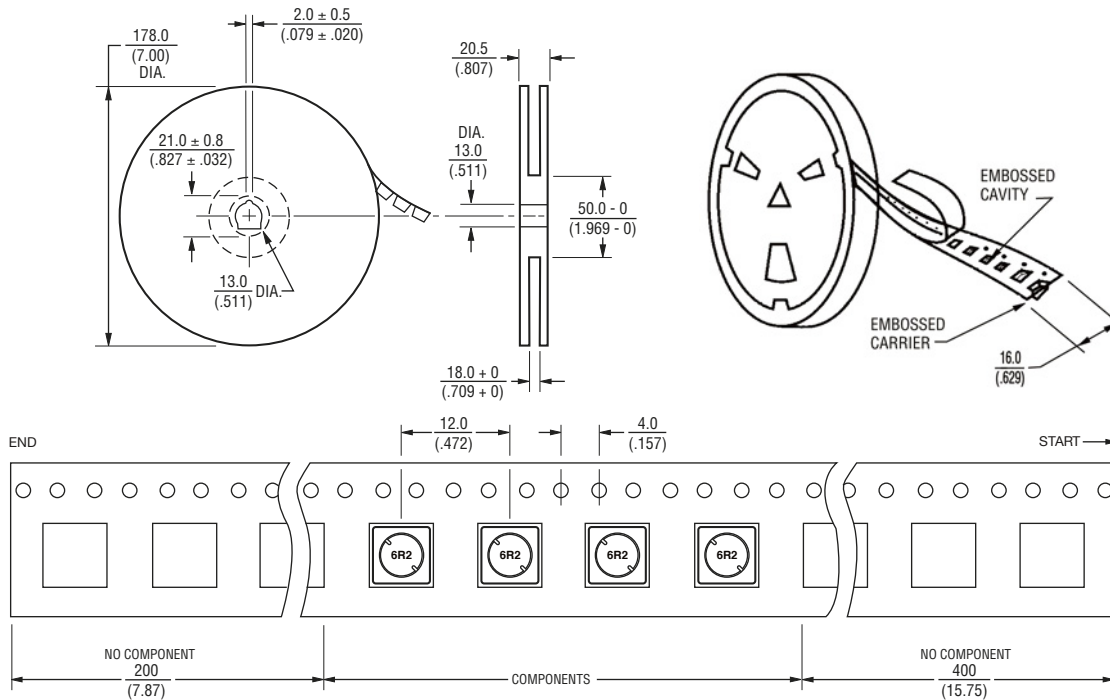 178.0
(7.00)
DIA.
2.0 ± 0.5
(.079 ± .020)
21.0 ± 0.8
(.827 ± .032)
13.0
(.511)
DIA.
20.5
(.807)
DIA.
13.0
(.511)
50.0 - 0
(1.969 - 0)
18.0 + 0
(.709 + 0)
EMBOSSED
CAVITY
EMBOSSED
CARRIER
16.0
(.629)
END
12.0
(.472)
4.0
(.157)
START
6R2
6R2
6R2
6R2
NO COMPONENT
200
(7.87)
COMPONENTS
NO COMPONENT
400
(15.75)